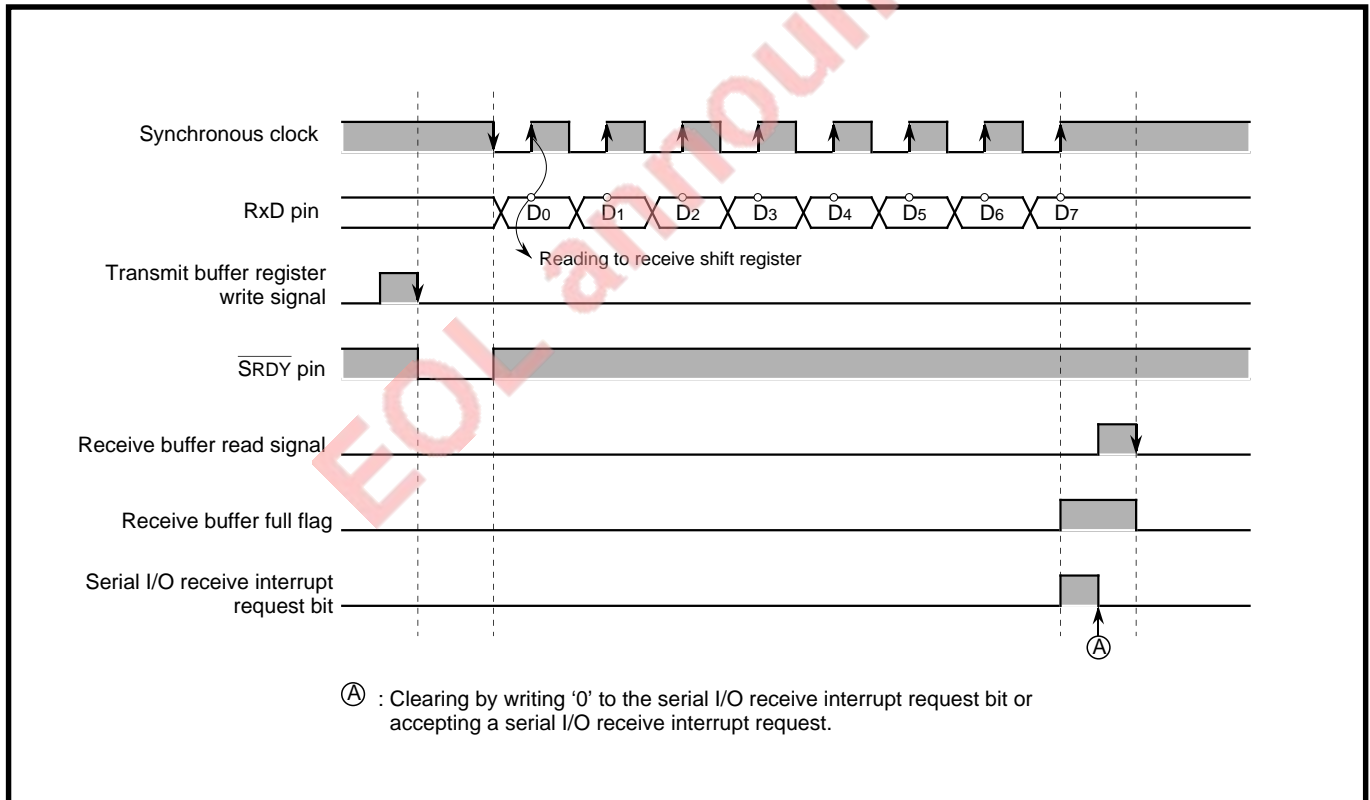 EOL announ
Synchronous clock
RxD pin
D0 D1 D2 D3 D4 D5 D6 D7
Reading to receive shift register
Transmit buffer register
write signal
SRDY pin
Receive buffer read signal
Receive buffer full flag
Serial I/O receive interrupt
request bit
A
A : Clearing by writing ‘0’ to the serial I/O receive interrupt request bit or
accepting a serial I/O receive interrupt request.